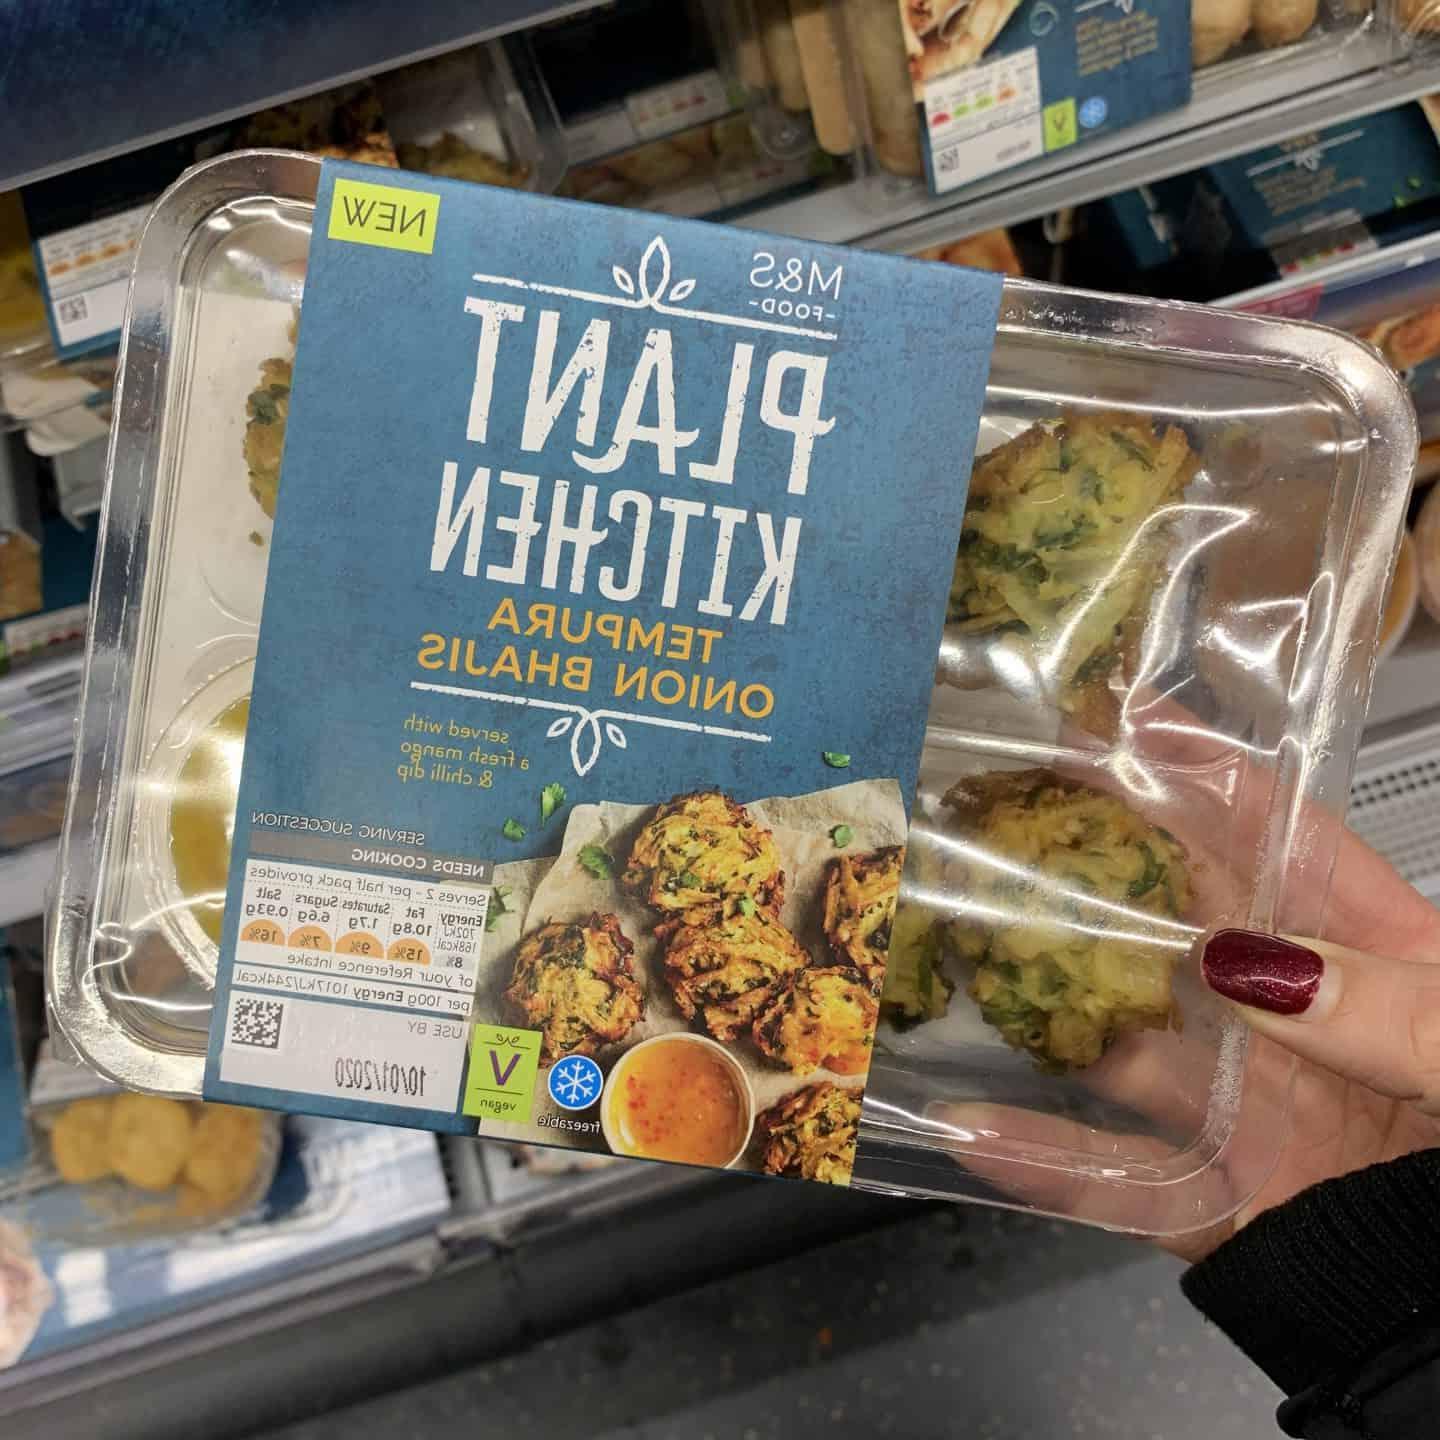 NEW
M&S
-FOOD-
PLANT
KITCHEN
TEMPURA
ONION BHAJIS
served with
a fresh mango
& chilli dip
SERVING SUGGESTION
NEEDS COOKING
Serves 2 - per half pack provides
Energy Fat Saturates Sugars Salt
702kJ 10.8g 1.7g 6.6g 0.93g
168kcal
8% 15% 9% 7% 16%
of your Reference intake
per 100g Energy 1017kJ/244kcal
USE BY
10/01/2020
V
vegan
freezable